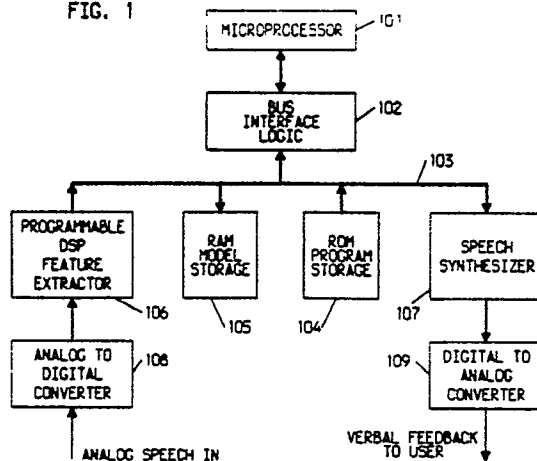 FIG. 1
MICROPROCESSOR
101
BUS
INTERFACE
LOGIC
102
103
PROGRAMMABLE
DSP
FEATURE
EXTRACTOR
106
RAM
MODEL
STORAGE
105
ROM
PROGRAM
STORAGE
104
SPEECH
SYNTHESIZER
107
ANALOG TO
DIGITAL
CONVERTER
108
DIGITAL TO
ANALOG
CONVERTER
109
ANALOG SPEECH IN
VERBAL FEEDBACK
TO USER